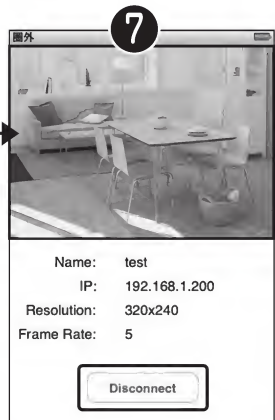 7
圏外
Name: test
IP: 192.168.1.200
Resolution: 320x240
Frame Rate: 5
Disconnect